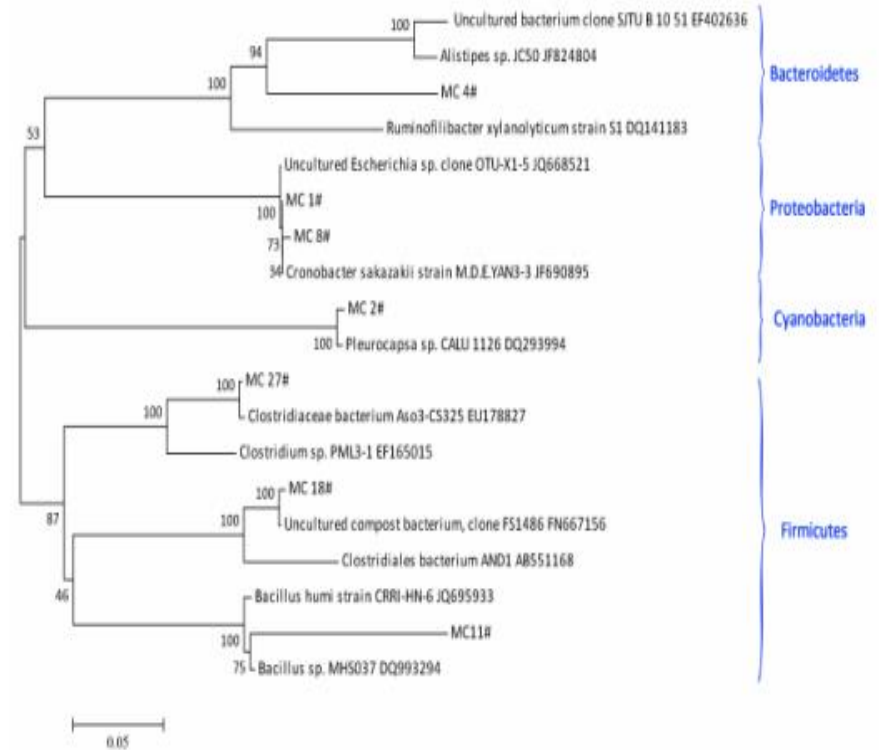 100
Uncultured bacterium clone SJTU B 10 51 EF402636
94
Alistipes sp. JC50 JF824804
Bacteroidetes
100
MC 4#
Ruminofilibacter xylanolyticum strain S1 DQ141183
53
Uncultured Escherichia sp. clone OTU-X1-5 JQ668521
MC 1#
Proteobacteria
100
MC 8#
73
34
Cronobacter sakazakii strain M.D.E.YAN3-3 JF690895
MC 2#
Cyanobacteria
100
Pleurocapsa sp. CALU 1126 DQ293994
100
MC 27#
100
Clostridiaceae bacterium Aso3-CS325 EU178827
Clostridium sp. PML3-1 EF165015
100
MC 18#
87
100
Uncultured compost bacterium, clone FS1486 FN667156
Firmicutes
Clostridiales bacterium AND1 AB551168
46
Bacillus humi strain CRRI-HN-6 JQ695933
100
MC11#
75
Bacillus sp. MHS037 DQ993294
0.05